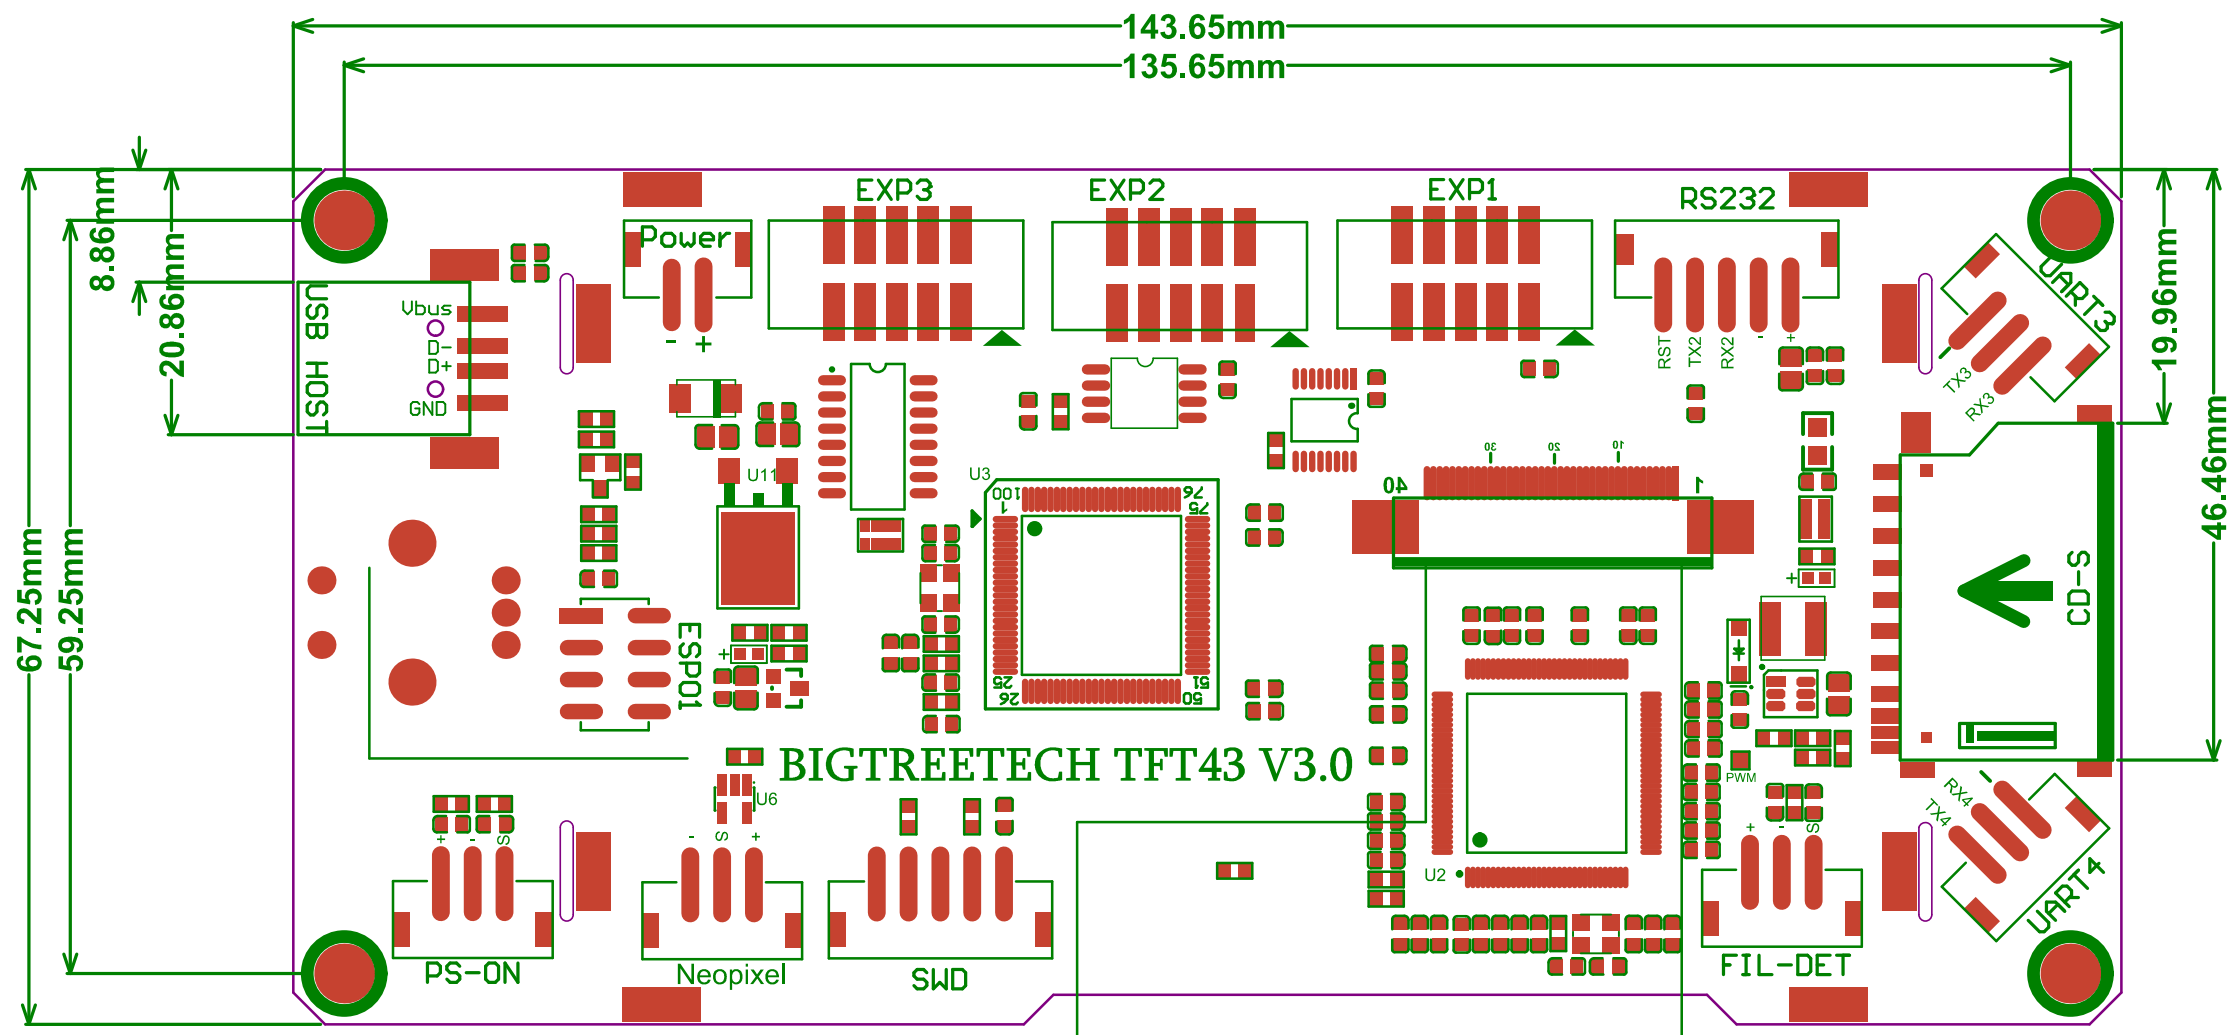 143.65mm
135.65mm
8.86mm
20.86mm
67.25mm
59.25mm
19.96mm
46.46mm
EXP3
EXP2
EXP1
RS232
Power
- +
USB HOST
Vbus
D-
D+
GND
RST TX2 RX2 - +
UART3
TX3
RX3
U11
U3
100
1
76
75
25
26
51
50
30 20 10
40 1
CD-S
ESP01
+
+
BIGTREETECH TFT43 V3.0
PWM
U6
U2
+ - S
- S +
+ - S
RX4
TX4
UART4
PS-ON
Neopixel
SWD
FIL-DET